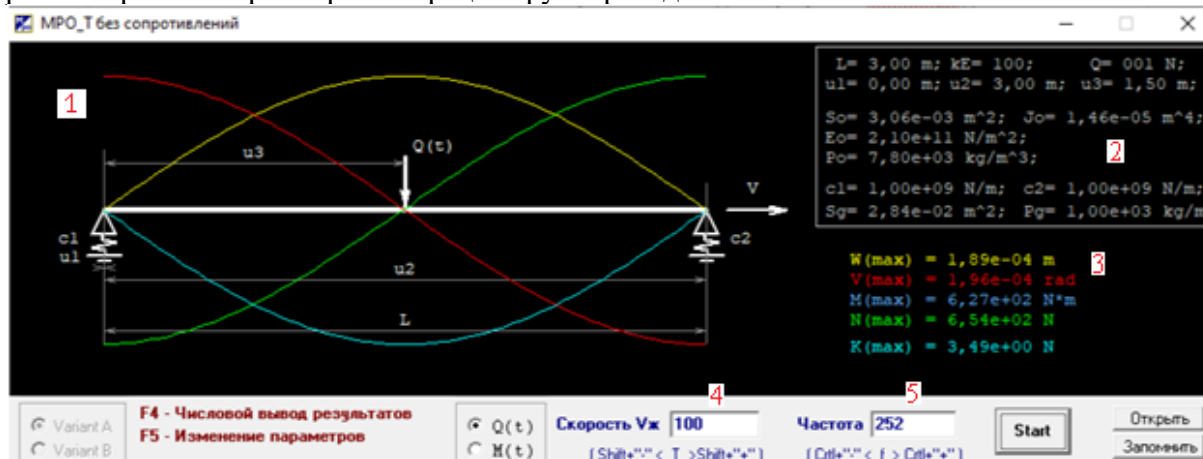 MPO_T без сопротивлений
1
u3
Q(t)
V
c1
u1
c2
u2
L
L= 3,00 m; kE= 100; Q= 001 N;
u1= 0,00 m; u2= 3,00 m; u3= 1,50 m;
So= 3,06e-03 m^2; Jo= 1,46e-05 m^4;
Eo= 2,10e+11 N/m^2;
Po= 7,80e+03 kg/m^3;
2
c1= 1,00e+09 N/m; c2= 1,00e+09 N/m;
Sg= 2,84e-02 m^2; Pg= 1,00e+03 kg/m
W(max) = 1,89e-04 m
3
V(max) = 1,96e-04 rad
M(max) = 6,27e+02 N*m
N(max) = 6,54e+02 N
K(max) = 3,49e+00 N
4
5
Variant A
Variant B
F4 - Числовой вывод результатов
F5 - Изменение параметров
Q(t)
M(t)
Скорость Vж 100
(Shift+"-" < T >Shift+"+")
Частота 252
(Crtl+"-" < f > Crtl+"+")
Start
Открыть
Запомнить